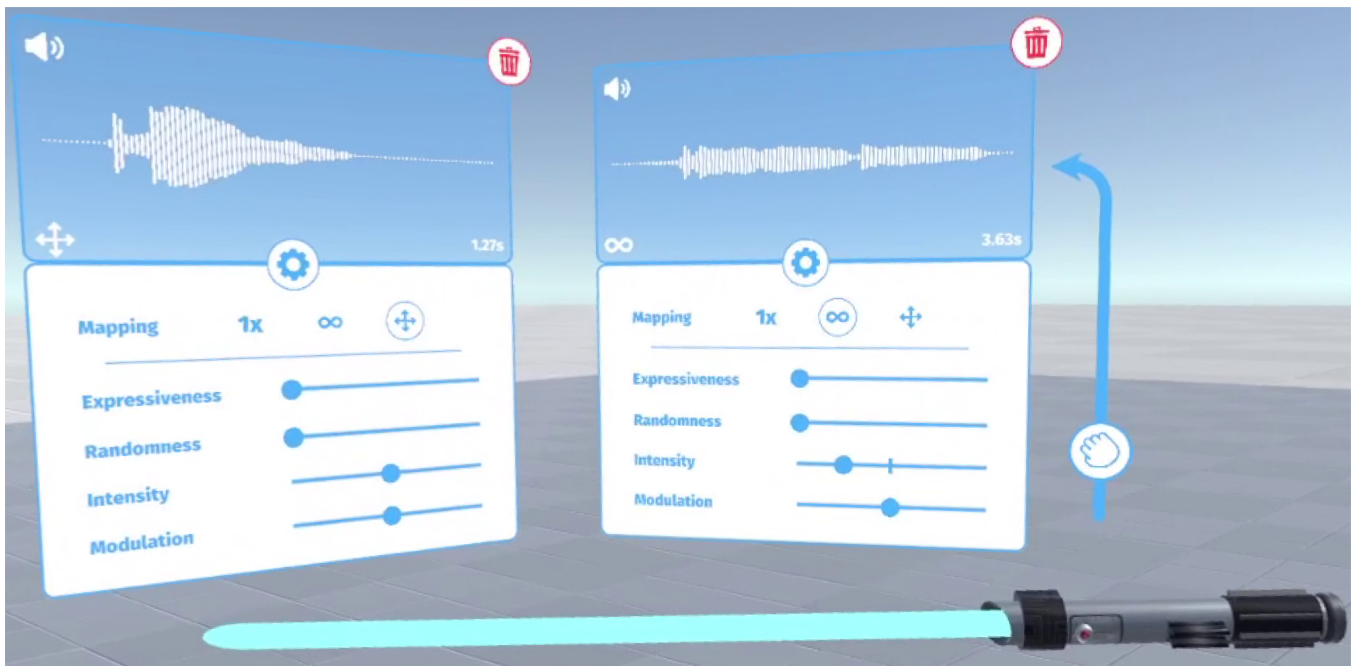 1.27s
Mapping 1x ∞
Expressiveness
Randomness
Intensity
Modulation
3.63s
Mapping 1x ∞
Expressiveness
Randomness
Intensity
Modulation